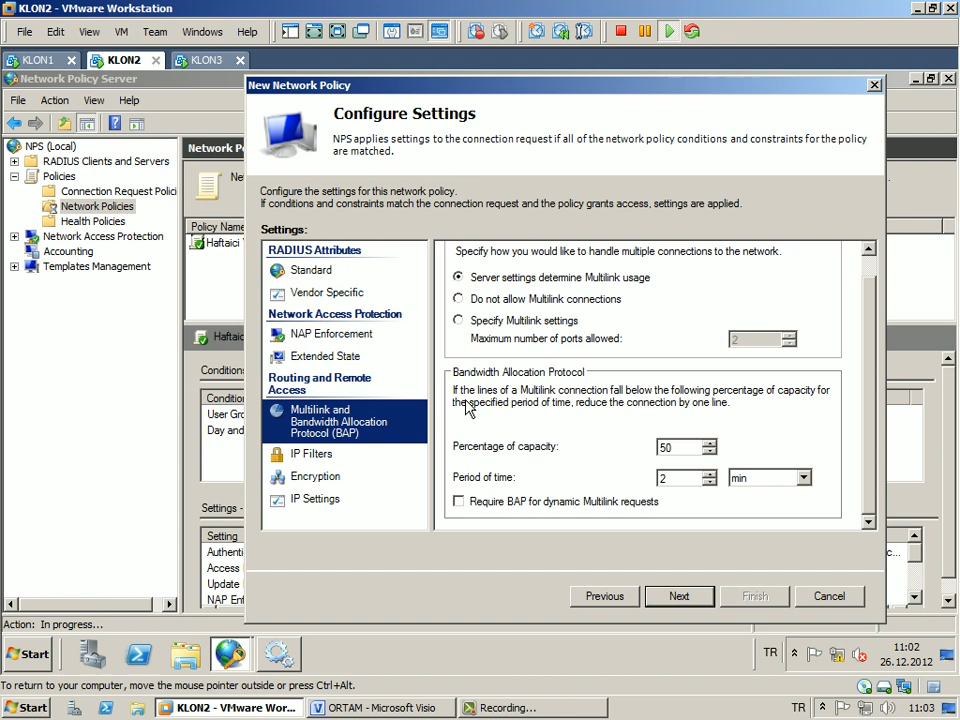 KLON2 - VMware Workstation
File Edit View VM Team Windows Help
KLON1 KLON2 KLON3
Network Policy Server
File Action View Help
NPS (Local)
RADIUS Clients and Servers
Policies
Connection Request Polici
Network Policies
Health Policies
Network Access Protection
Accounting
Templates Management
Network Po
Ne
Policy Name
Haftaici
Haftaici
Conditions
Conditio
User Gro
Day and
Settings -
Setting
Authenti
Access
Update
NAP Enf
New Network Policy
Configure Settings
NPS applies settings to the connection request if all of the network policy conditions and constraints for the policy
are matched.
Configure the settings for this network policy.
If conditions and constraints match the connection request and the policy grants access, settings are applied.
Settings:
RADIUS Attributes
Standard
Vendor Specific
Network Access Protection
NAP Enforcement
Extended State
Routing and Remote
Access
Multilink and
Bandwidth Allocation
Protocol (BAP)
IP Filters
Encryption
IP Settings
Specify how you would like to handle multiple connections to the network.
Server settings determine Multilink usage
Do not allow Multilink connections
Specify Multilink settings
Maximum number of ports allowed: 2
Bandwidth Allocation Protocol
If the lines of a Multilink connection fall below the following percentage of capacity for
the specified period of time, reduce the connection by one line.
Percentage of capacity: 50
Period of time: 2 min
Require BAP for dynamic Multilink requests
Previous Next Finish Cancel
c...
Action: In progress...
Start TR 11:02
26.12.2012
To return to your computer, move the mouse pointer outside or press Ctrl+Alt.
Start KLON2 - VMware Wor... ORTAM - Microsoft Visio Recording... TR 11:03